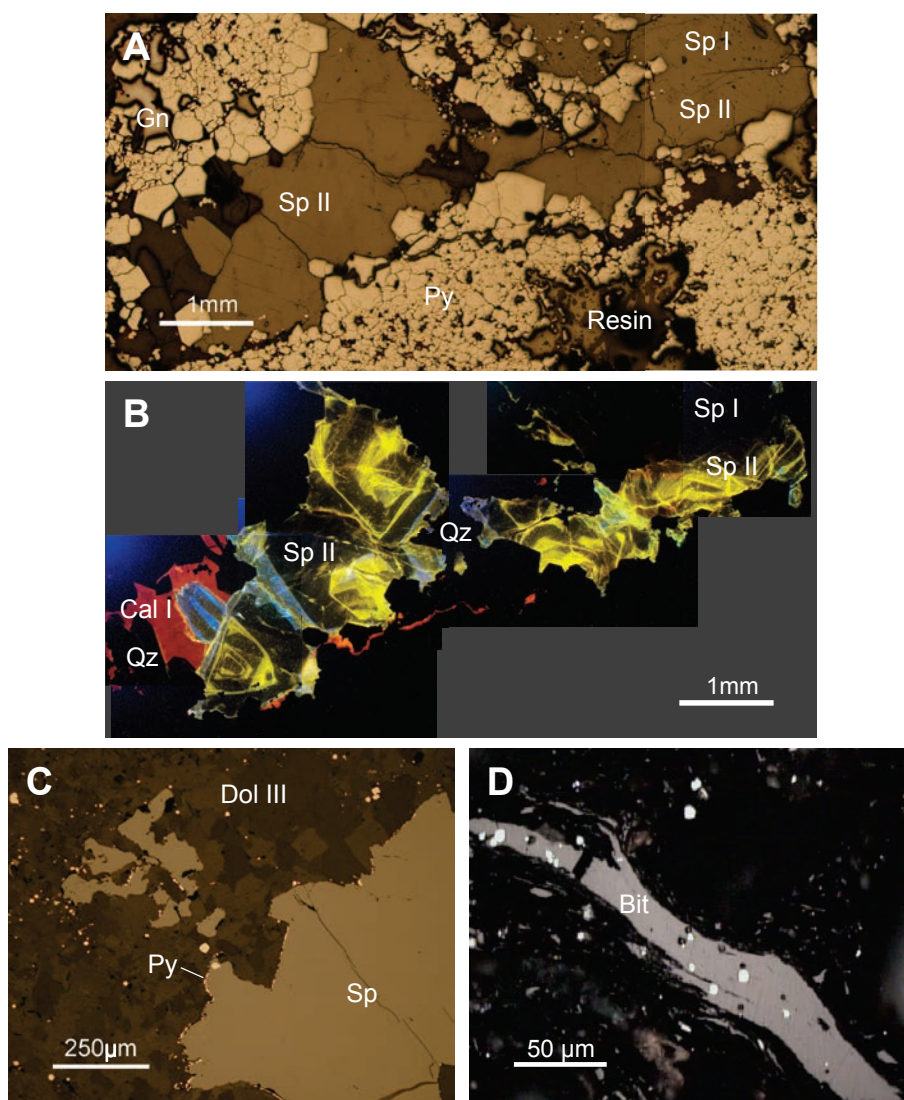 A
Sp I
Sp II
Gn
Sp II
Py
1mm
Resin
B
Sp I
Sp II
Qz
Sp II
Cal I
Qz
1mm
C
Dol III
Py
Sp
250µm
D
Bit
50 µm